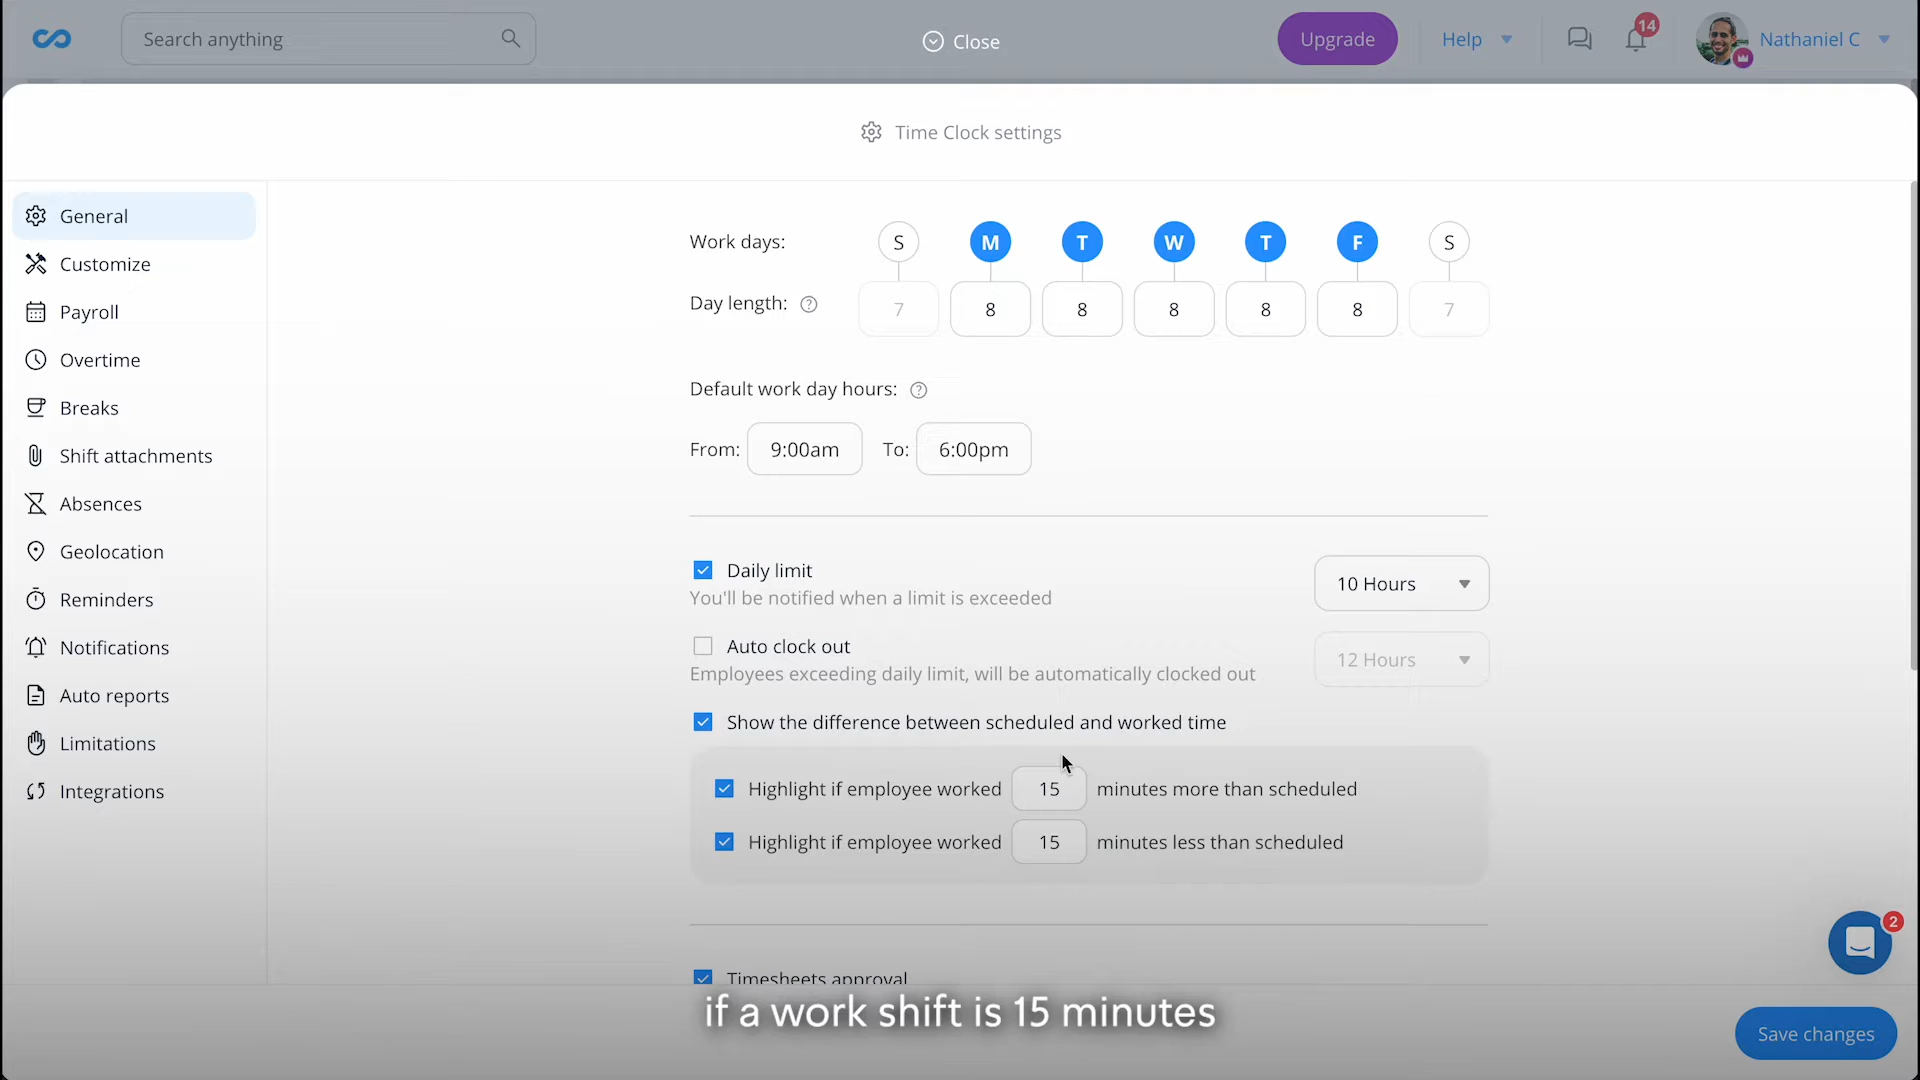 Search anything
Close
Upgrade
Help
14
Nathaniel C
Time Clock settings
General
Customize
Payroll
Overtime
Breaks
Shift attachments
Absences
Geolocation
Reminders
Notifications
Auto reports
Limitations
Integrations
Work days: S M T W T F S
Day length: 7 8 8 8 8 8 7
Default work day hours:
From: 9:00am To: 6:00pm
Daily limit
You'll be notified when a limit is exceeded
10 Hours
Auto clock out
Employees exceeding daily limit, will be automatically clocked out
12 Hours
Show the difference between scheduled and worked time
Highlight if employee worked 15 minutes more than scheduled
Highlight if employee worked 15 minutes less than scheduled
Timesheets approval
if a work shift is 15 minutes
2
Save changes